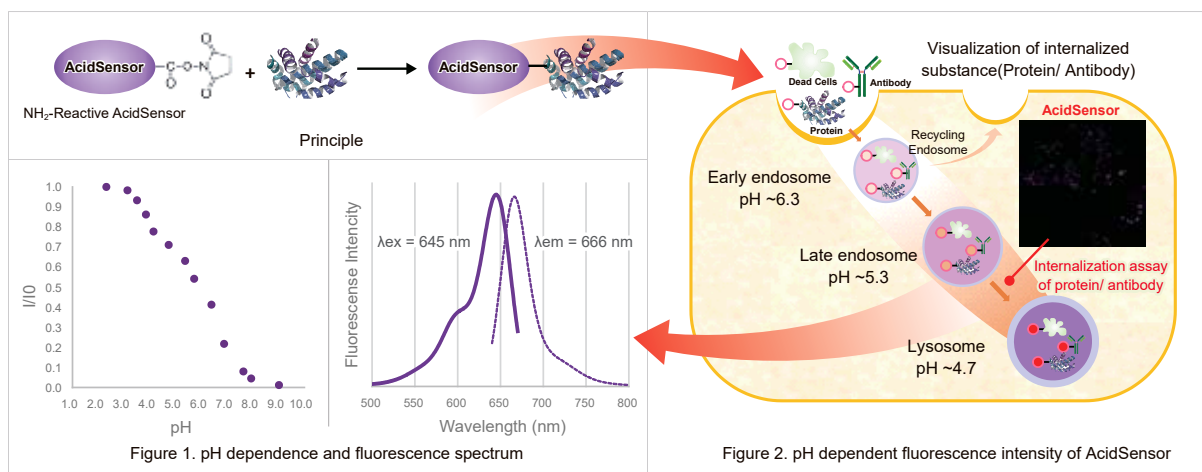 AcidSensor
C
O
O
N
O
O
+
AcidSensor
NH₂-Reactive AcidSensor
Principle
I/I0
1.0
0.9
0.8
0.7
0.6
0.5
0.4
0.3
0.2
0.1
0.0
1.0 2.0 3.0 4.0 5.0 6.0 7.0 8.0 9.0 10.0
pH
Fluorescense Intencity
λex = 645 nm
λem = 666 nm
500 550 600 650 700 750 800
Wavelength (nm)
Figure 1. pH dependence and fluorescence spectrum
Visualization of internalized
substance(Protein/ Antibody)
Dead Cells
Antibody
Protein
Recycling
Endosome
AcidSensor
Early endosome
pH ~6.3
Late endosome
pH ~5.3
Internalization assay
of protein/ antibody
Lysosome
pH ~4.7
Figure 2. pH dependent fluorescence intensity of AcidSensor